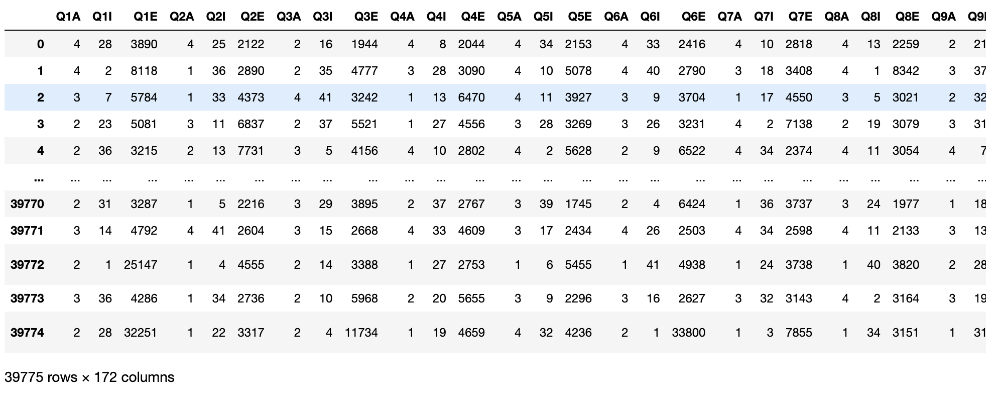 Q1A Q1I Q1E Q2A Q2I Q2E Q3A Q3I Q3E Q4A Q4I Q4E Q5A Q5I Q5E Q6A Q6I Q6E Q7A Q7I Q7E Q8A Q8I Q8E Q9A Q9I
0 4 28 3890 4 25 2122 2 16 1944 4 8 2044 4 34 2153 4 33 2416 4 10 2818 4 13 2259 2 21
1 4 2 8118 1 36 2890 2 35 4777 3 28 3090 4 10 5078 4 40 2790 3 18 3408 4 1 8342 3 37
2 3 7 5784 1 33 4373 4 41 3242 1 13 6470 4 11 3927 3 9 3704 1 17 4550 3 5 3021 2 32
3 2 23 5081 3 11 6837 2 37 5521 1 27 4556 3 28 3269 3 26 3231 4 2 7138 2 19 3079 3 31
4 2 36 3215 2 13 7731 3 5 4156 4 10 2802 4 2 5628 2 9 6522 4 34 2374 4 11 3054 4 7
... ... ... ... ... ... ... ... ... ... ... ... ... ... ... ... ... ... ... ... ... ... ... ... ... ... ...
39770 2 31 3287 1 5 2216 3 29 3895 2 37 2767 3 39 1745 2 4 6424 1 36 3737 3 24 1977 1 18
39771 3 14 4792 4 41 2604 3 15 2668 4 33 4609 3 17 2434 4 26 2503 4 34 2598 4 11 2133 3 13
39772 2 1 25147 1 4 4555 2 14 3388 1 27 2753 1 6 5455 1 41 4938 1 24 3738 1 40 3820 2 28
39773 3 36 4286 1 34 2736 2 10 5968 2 20 5655 3 9 2296 3 16 2627 3 32 3143 4 2 3164 3 19
39774 2 28 32251 1 22 3317 2 4 11734 1 19 4659 4 32 4236 2 1 33800 1 3 7855 1 34 3151 1 31
39775 rows × 172 columns